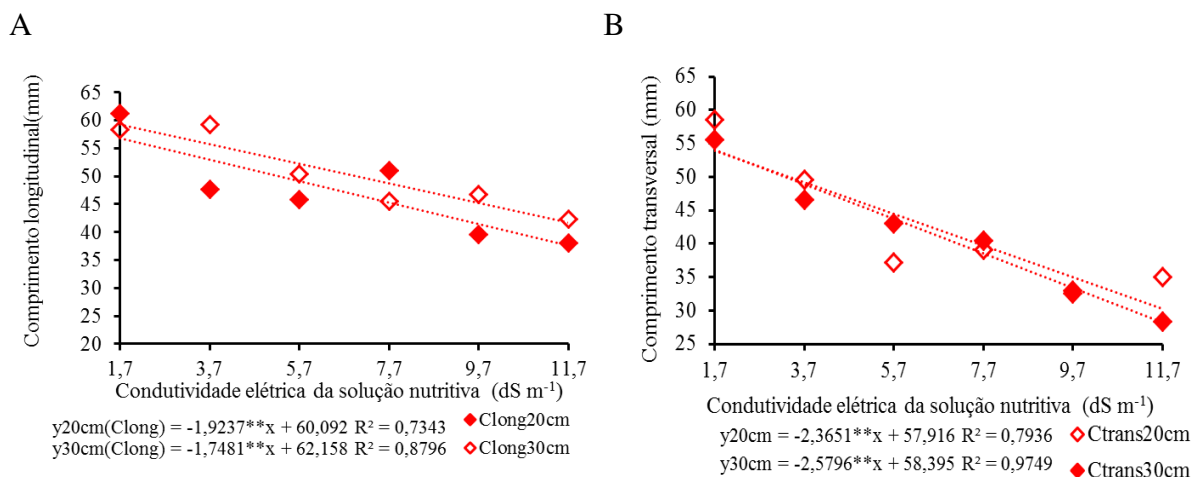 A
Comprimento longitudinal(mm)
65
60
55
50
45
40
35
30
25
20
1,7 3,7 5,7 7,7 9,7 11,7
Condutividade elétrica da solução nutritiva (dS m⁻¹)
y20cm(Clong) = -1,9237**x + 60,092 R² = 0,7343
y30cm(Clong) = -1,7481**x + 62,158 R² = 0,8796
Clong20cm
Clong30cm
B
Comprimento transversal (mm)
65
60
55
50
45
40
35
30
25
1,7 3,7 5,7 7,7 9,7 11,7
Condutividade elétrica da solução nutritiva (dS m⁻¹)
y20cm = -2,3651**x + 57,916 R² = 0,7936
y30cm = -2,5796**x + 58,395 R² = 0,9749
Ctrans20cm
Ctrans30cm